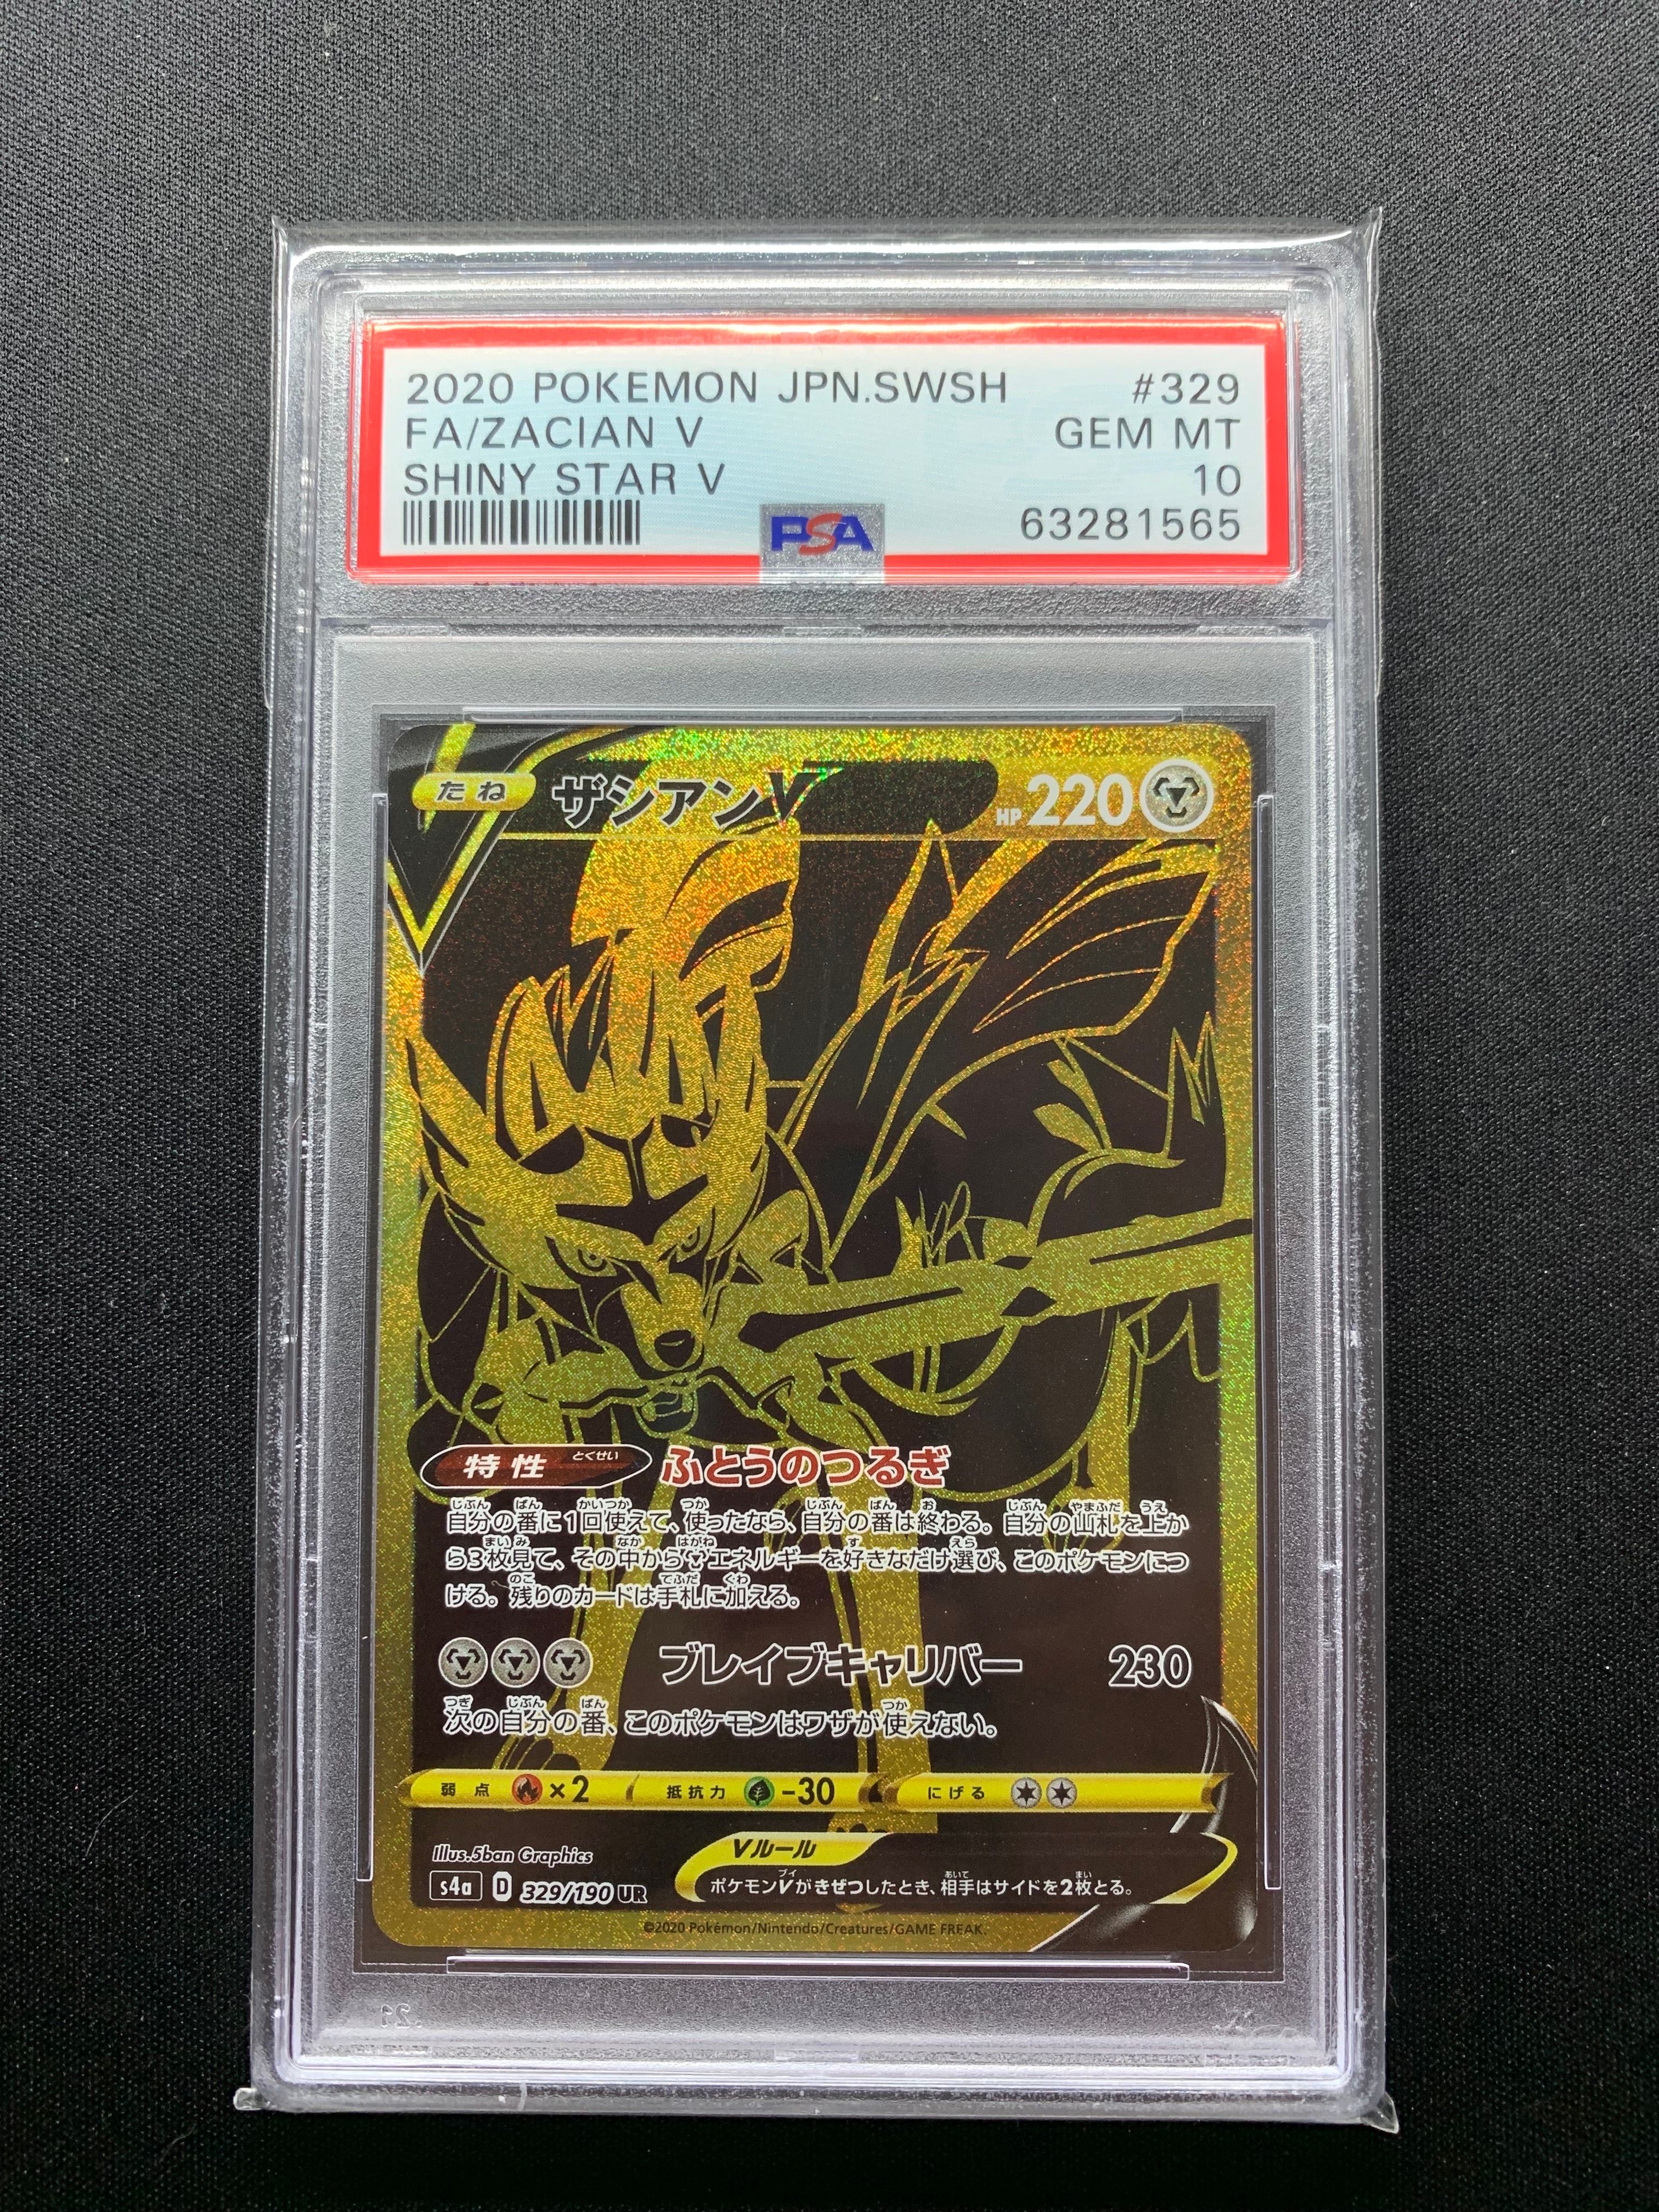 2020 POKEMON JPN.SWSH #329
FA/ZACIAN V GEM MT
SHINY STAR V 10
PSA 63281565
たね ザシアンV HP 220
特性 とくせい ふとうのつるぎ
自分の番に1回使えて、使ったなら、自分の番は終わる。自分の山札を上か
ら3枚見て、その中からエネルギーを好きなだけ選び、このポケモンにつ
ける。残りのカードは手札に加える。
ブレイブキャリバー 230
次の自分の番、このポケモンはワザが使えない。
弱点 ×2 抵抗力 -30 にげる
Illus.5ban Graphics Vルール
s4a D 329/190 UR ポケモンVがきぜつしたとき、相手はサイドを2枚とる。
©2020 Pokémon/Nintendo/Creatures/GAME FREAK.